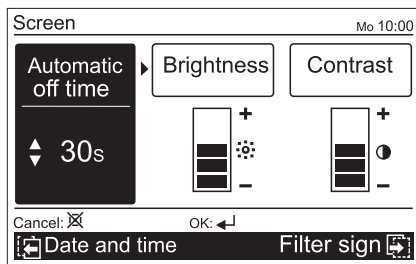 Screen Mo 10:00
Automatic off time
Brightness
Contrast
+ +
30s
- -
Cancel: OK:
Date and time Filter sign